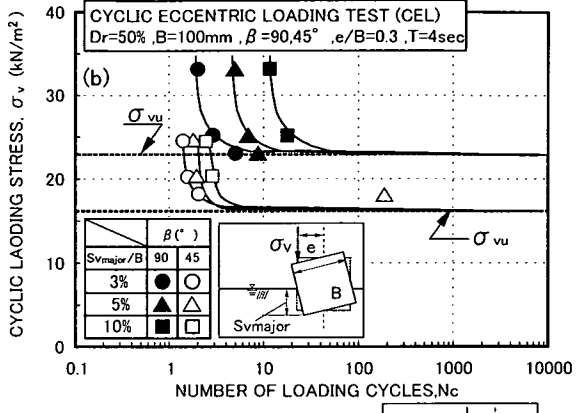 CYCLIC ECCENTRIC LOADING TEST (CEL)
Dr=50% ,B=100mm , β =90,45° ,e/B=0.3 ,T=4sec
(b)
CYCLIC LAODING STRESS, σv (kN/m²)
40
30
20
10
0
σvu
σvu
β(°)
Svmajor/B 90 45
3%
5%
10%
σv e
B
Svmajor
0.1 1 10 100 1000 10000
NUMBER OF LOADING CYCLES,Nc